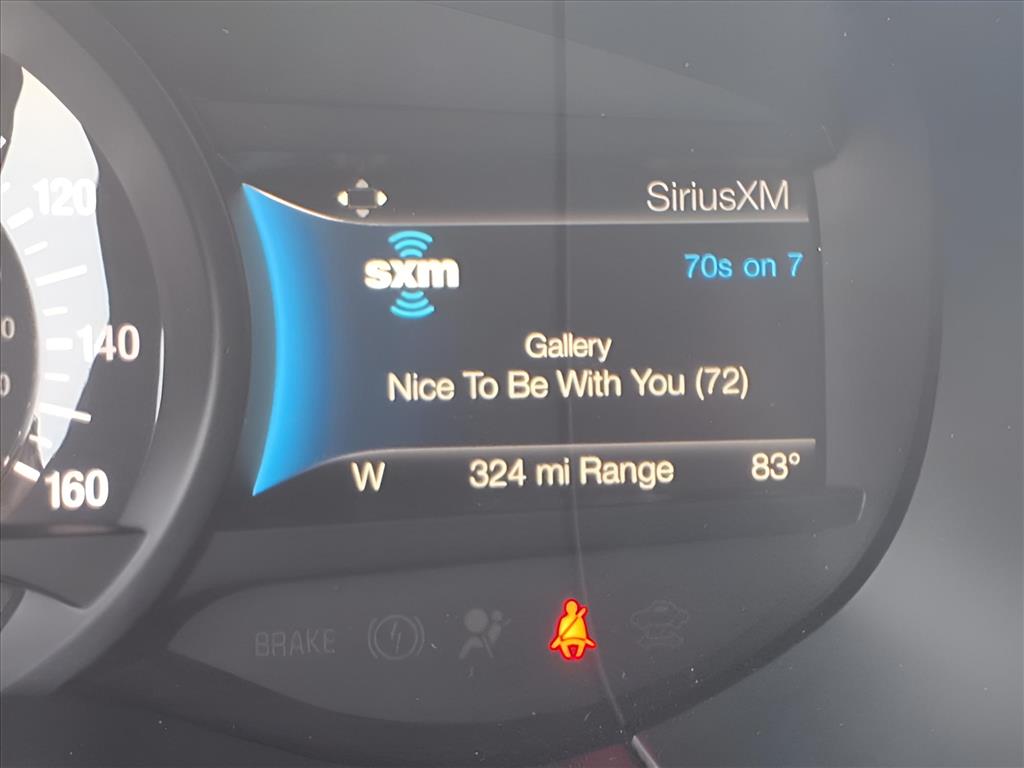 SiriusXM
120
sxm
70s on 7
140
Gallery
Nice To Be With You (72)
160
W 324 mi Range 83°
BRAKE